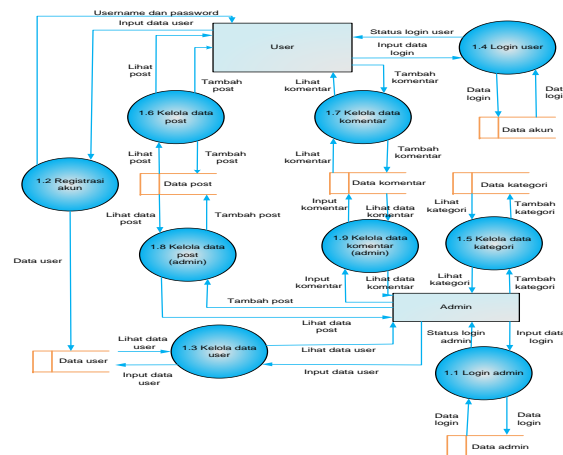 Username dan password
Input data user
User
Status login user
Input data
login
1.4 Login user
Lihat
post
Tambah
post
Lihat
komentar
Tambah
komentar
Data
login
Data
login
1.6 Kelola data
post
1.7 Kelola data
komentar
Data akun
Lihat
post
Tambah
post
Lihat
komentar
Tambah
komentar
1.2 Registrasi
akun
Data post
Data komentar
Data kategori
Lihat data
post
Tambah post
Input
komentar
Lihat data
komentar
Lihat
kategori
Tambah
kategori
1.8 Kelola data
post
(admin)
1.9 Kelola data
komentar
(admin)
1.5 Kelola data
kategori
Data user
Input
komentar
Lihat data
komentar
Lihat
kategori
Tambah
kategori
Tambah post
Admin
Lihat data
post
Status login
admin
Input data
login
Lihat data
user
1.3 Kelola data
user
Lihat data user
Data user
Input data
user
Input data user
1.1 Login admin
Data
login
Data
login
Data admin